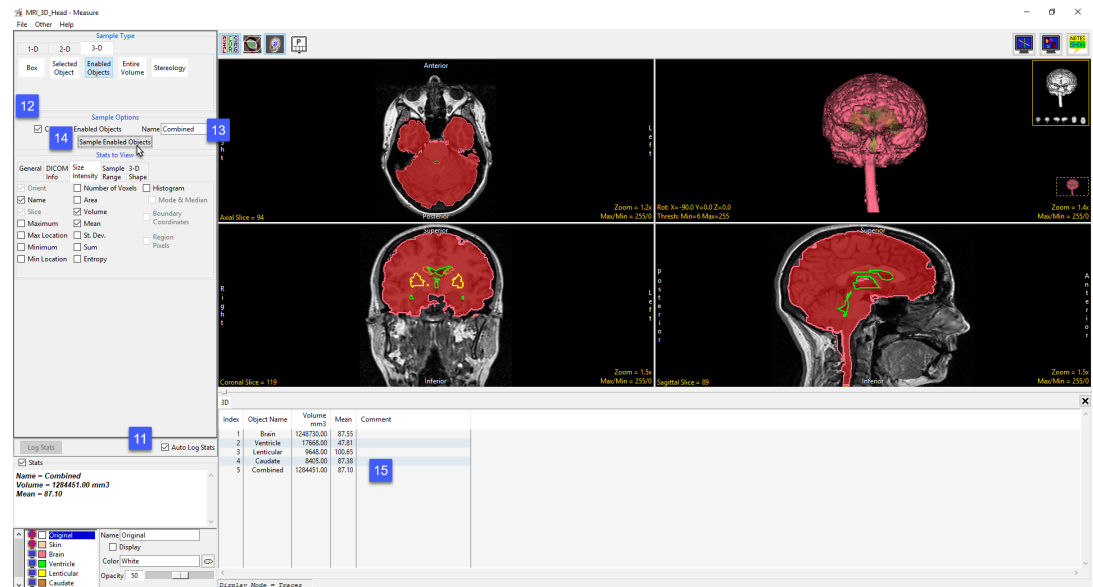 MRI_3D_Head - Measure
File Other Help
Sample Type
1-D 2-D 3-D
Box Selected Object Enabled Objects Entire Volume Stereology
12
Sample Options
C Enabled Objects Name Combined 13
14 Sample Enabled Objects
Stats to View
General DICOM Info Size Intensity Sample Range 3-D Shape
Orient Number of Voxels Histogram
Name Area Mode & Median
Slice Volume Boundary Coordinates
Maximum Mean
Max Location St. Dev. Region Pixels
Minimum Sum
Min Location Entropy
11
Log Stats Auto Log Stats
Stats
Name = Combined
Volume = 1284451.00 mm3
Mean = 87.10
Original
Skin
Brain
Ventricle
Lenticular
Caudate
Name Original
Display
Color White
Opacity 50
P
NOTES
SHOW
Anterior
Left
Posterior
Zoom = 1.2x
Axial Slice = 94 Max/Min = 255/0
Rot: X=-90.0 Y=0.0 Z=0.0 Zoom = 1.4x
Thresh: Min=6 Max=255 Max/Min = 255/0
Superior
Right
Left
Inferior
Zoom = 1.5x
Coronal Slice = 119 Max/Min = 255/0
Superior
Posterior
Anterior
Inferior
Zoom = 1.5x
Sagittal Slice = 89 Max/Min = 255/0
3D
Index Object Name Volume mm3 Mean Comment
1 Brain 1248730.00 87.55
2 Ventricle 17668.00 47.81
3 Lenticular 9648.00 100.65
4 Caudate 8405.00 87.38
5 Combined 1284451.00 87.10
15
Display Mode = Traces